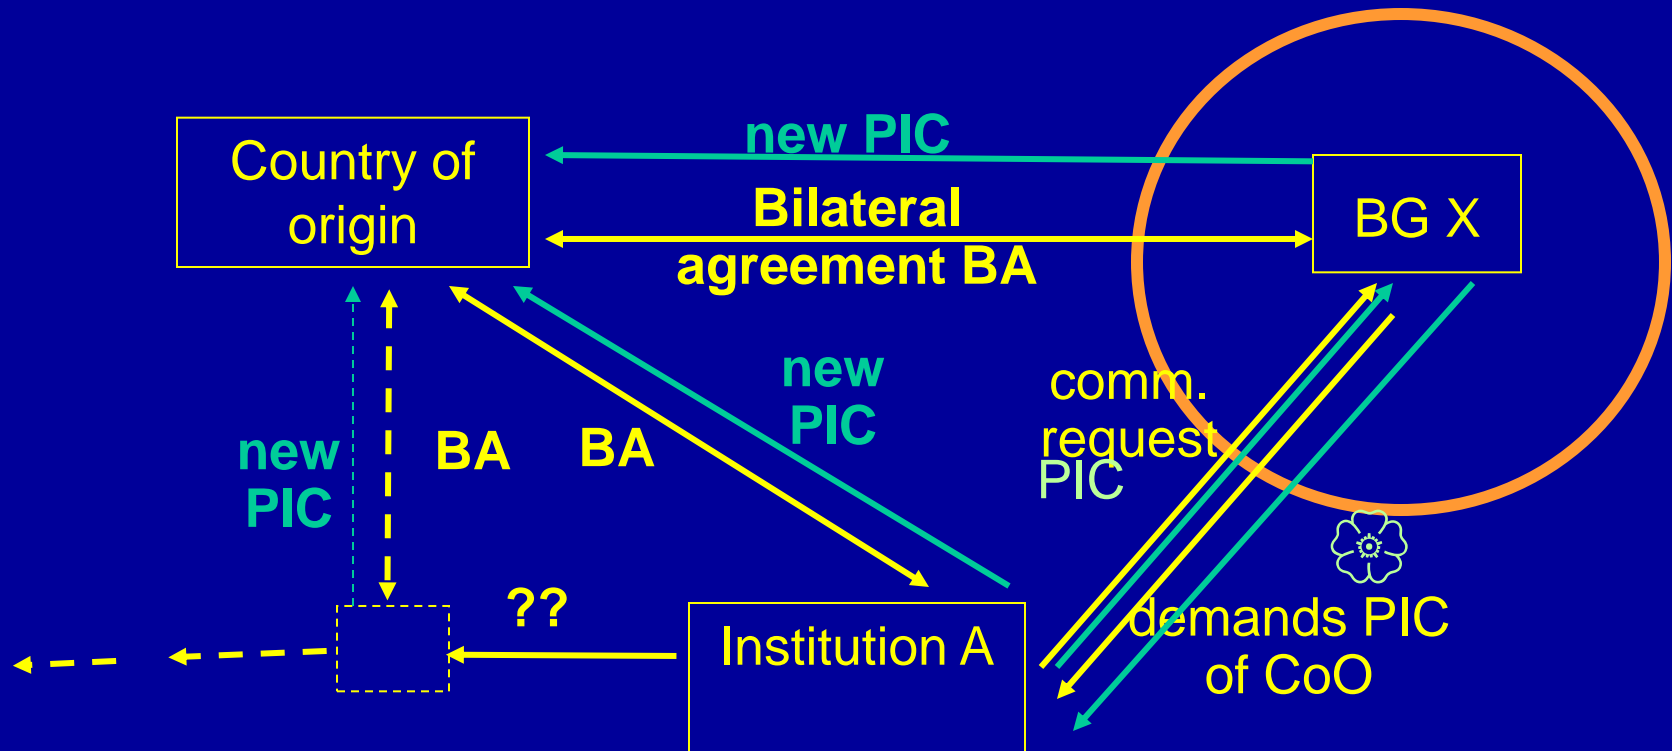 new PIC
Country of
origin
Bilateral
agreement BA
BG X
new
PIC
comm.
request
PIC
new
PIC
BA
BA
??
Institution A
demands PIC
of CoO